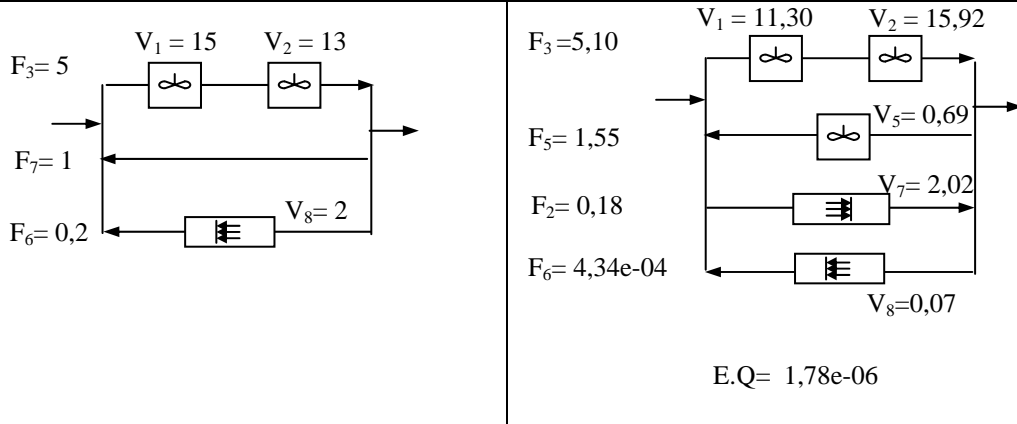 V₁ = 15 V₂ = 13
F₃= 5
F₇= 1
V₈= 2
F₆= 0,2
V₁ = 11,30 V₂ = 15,92
F₃ =5,10
V₅= 0,69
F₅= 1,55
V₇= 2,02
F₂= 0,18
F₆= 4,34e-04
V₈=0,07
E.Q= 1,78e-06